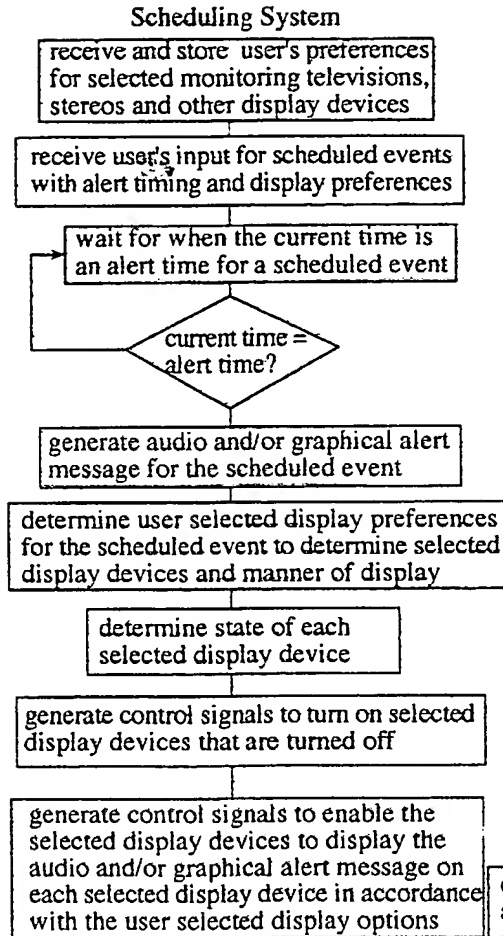 Scheduling System
receive and store user's preferences
for selected monitoring televisions,
stereos and other display devices
receive user's input for scheduled events
with alert timing and display preferences
wait for when the current time is
an alert time for a scheduled event
current time =
alert time?
generate audio and/or graphical alert
message for the scheduled event
determine user selected display preferences
for the scheduled event to determine selected
display devices and manner of display
determine state of each
selected display device
generate control signals to turn on selected
display devices that are turned off
generate control signals to enable the
selected display devices to display the
audio and/or graphical alert message on
each selected display device in accordance
with the user selected display options